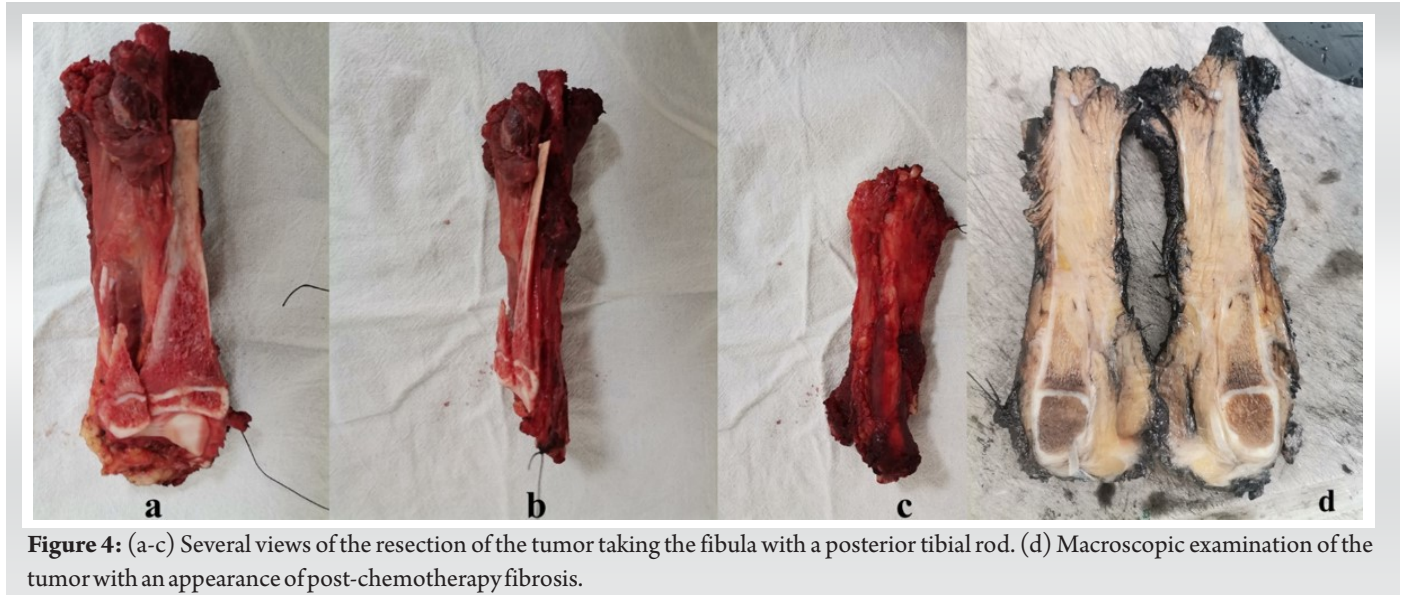 a
b
c
d
Figure 4: (a-c) Several views of the resection of the tumor taking the fibula with a posterior tibial rod. (d) Macroscopic examination of the
tumor with an appearance of post-chemotherapy fibrosis.